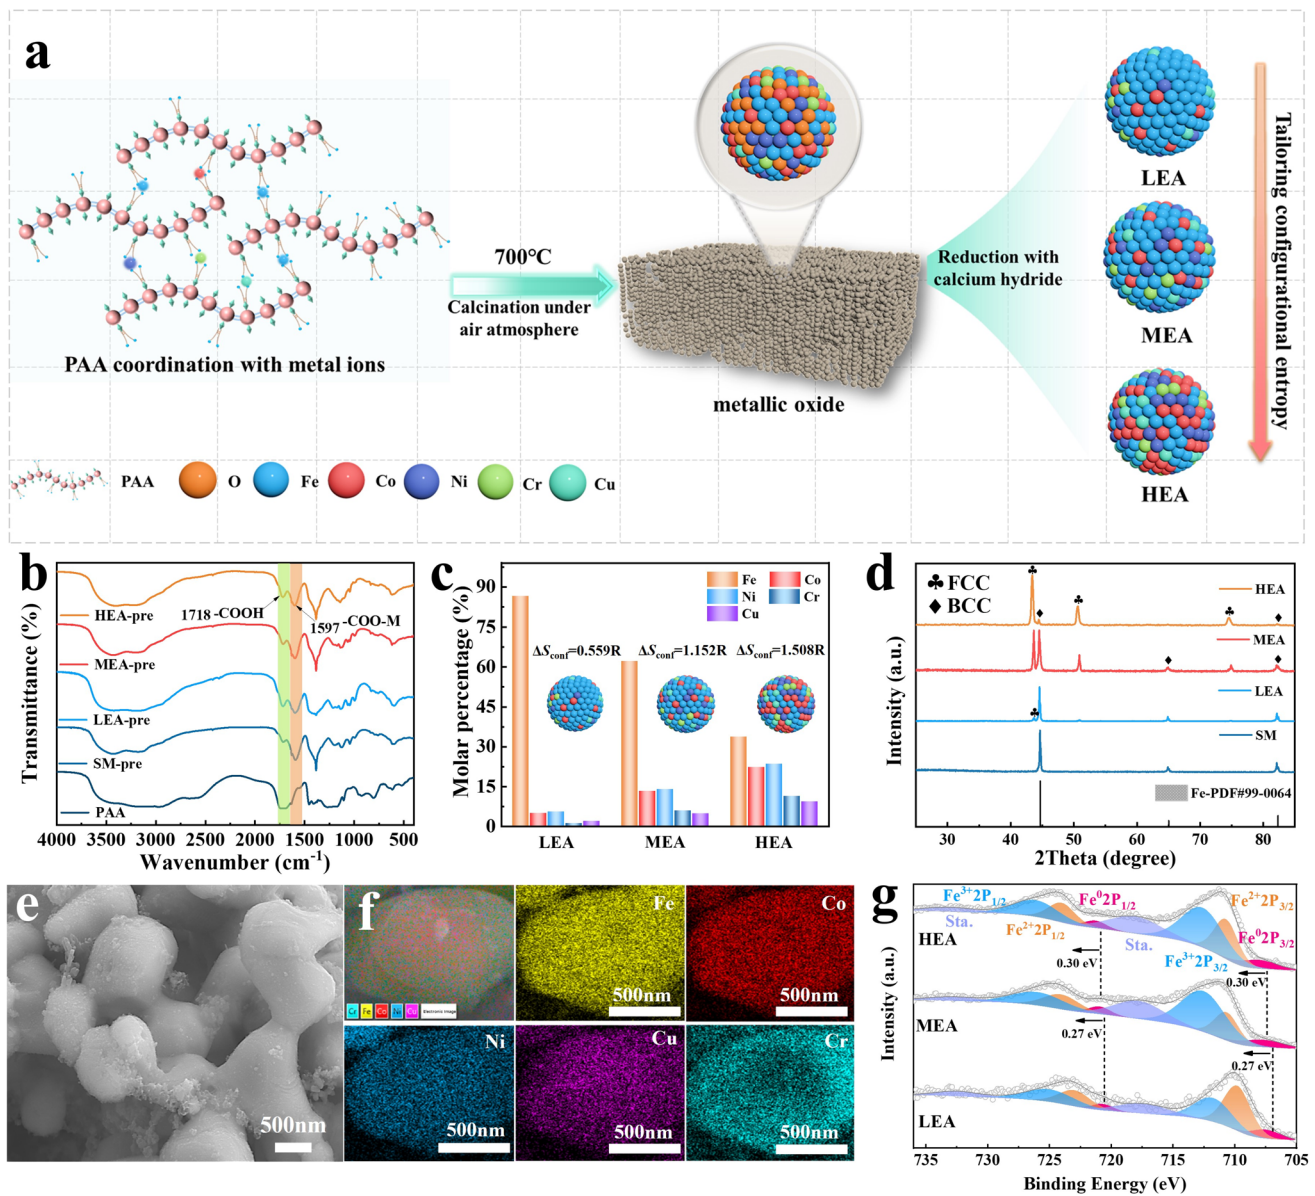 a
700℃
Calcination under
air atmosphere
PAA coordination with metal ions
metallic oxide
Reduction with
calcium hydride
LEA
MEA
HEA
Tailoring configurational entropy
PAA
O
Fe
Co
Ni
Cr
Cu
b
HEA-pre
1718 -COOH
1597 -COO-M
MEA-pre
LEA-pre
SM-pre
PAA
Transmittance (%)
4000 3500 3000 2500 2000 1500 1000 500
Wavenumber (cm⁻¹)
c
Fe
Co
Ni
Cr
Cu
ΔSconf=0.559R
ΔSconf=1.152R
ΔSconf=1.508R
Molar percentage (%)
90
75
60
45
30
15
0
LEA
MEA
HEA
d
♣ FCC
♦ BCC
HEA
MEA
LEA
SM
Fe-PDF#99-0064
Intensity (a.u.)
30 40 50 60 70 80
2Theta (degree)
e
500nm
f
Cr Fe Co Ni Cu Electronic image
Fe
500nm
Co
500nm
Ni
500nm
Cu
500nm
Cr
500nm
g
Fe³⁺2P1/2
Fe⁰2P1/2
Fe²⁺2P3/2
Sta.
Fe²⁺2P1/2
Sta.
Fe⁰2P3/2
HEA
0.30 eV
Fe³⁺2P3/2
0.30 eV
MEA
0.27 eV
0.27 eV
LEA
Intensity (a.u.)
735 730 725 720 715 710 705
Binding Energy (eV)